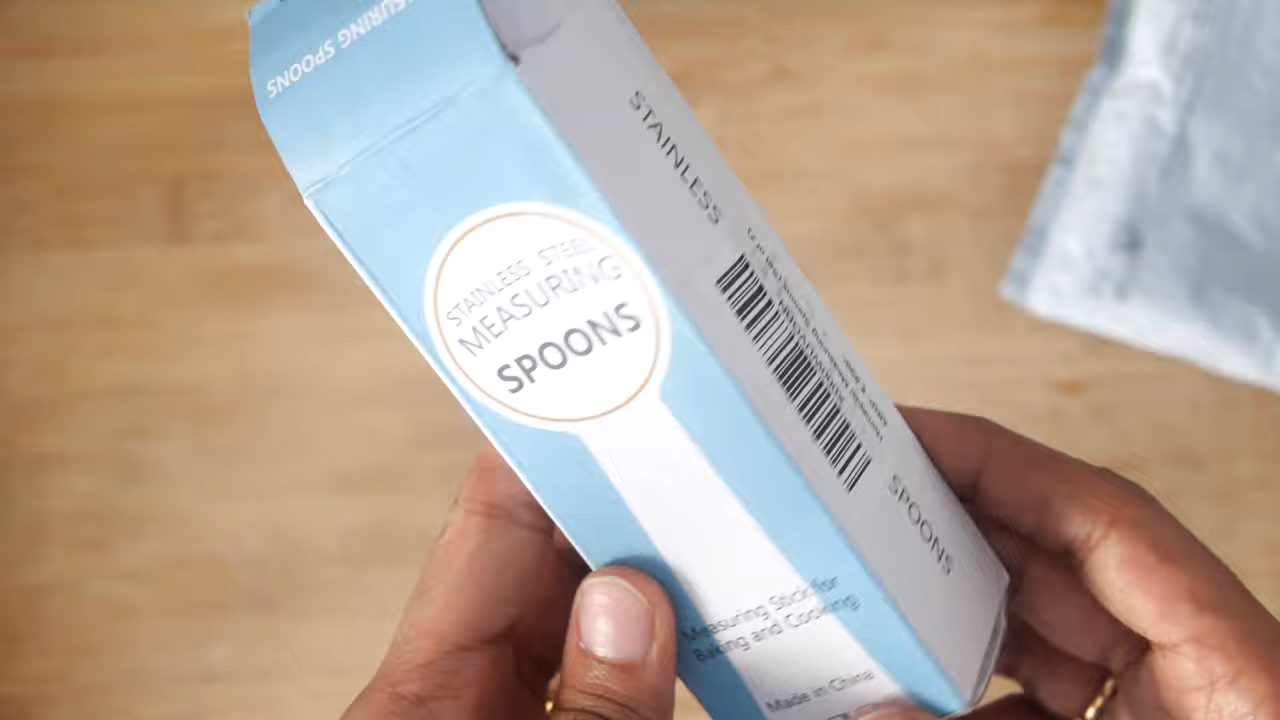 MEASURING SPOONS
STAINLESS STEEL
MEASURING
SPOONS
Measuring Stick for
Baking and Cooking
Made in China
STAINLESS
SPOONS